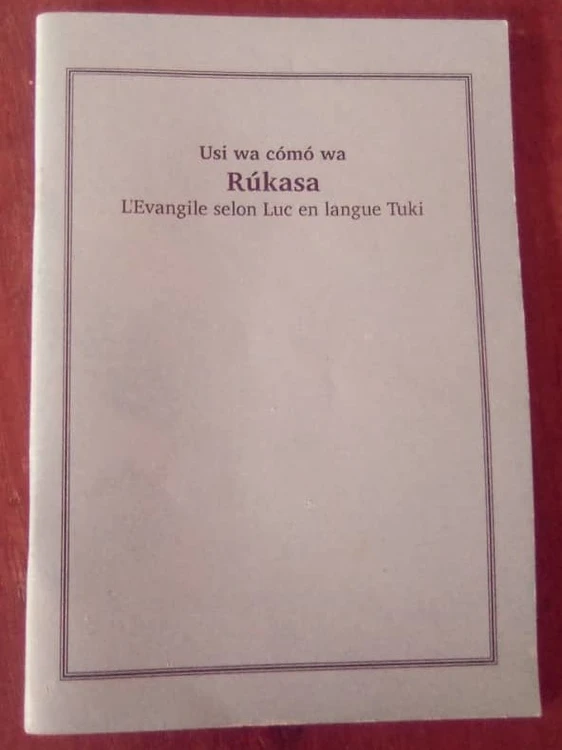 Usi wa cómó wa
Rúkasa
L'Evangile selon Luc en langue Tuki